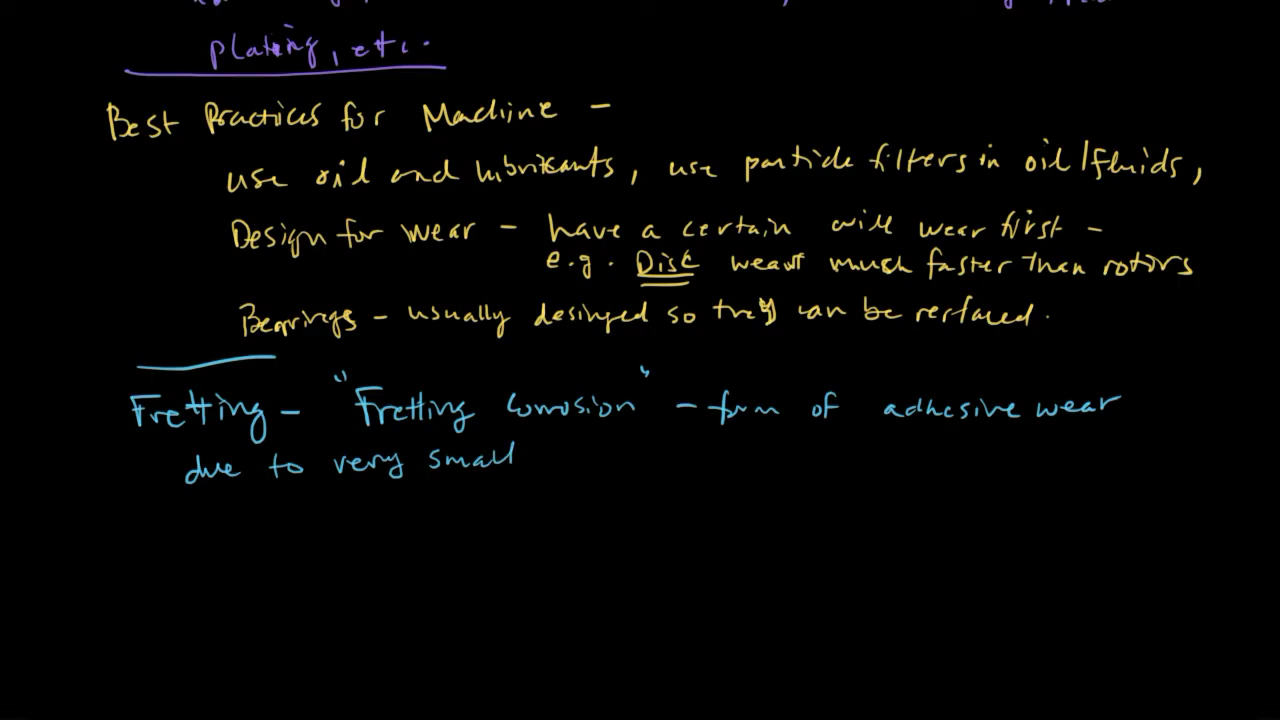 plating, etc.
Best Practices for Machine -
use oil and lubricants, use particle filters in oil/fluids,
Design for wear - have a certain will wear first -
e.g. Disc wear much faster than rotors
Bearings - usually desinged so they can be replaced.
Fretting - "Fretting Corrosion" - form of adhesive wear
due to very small